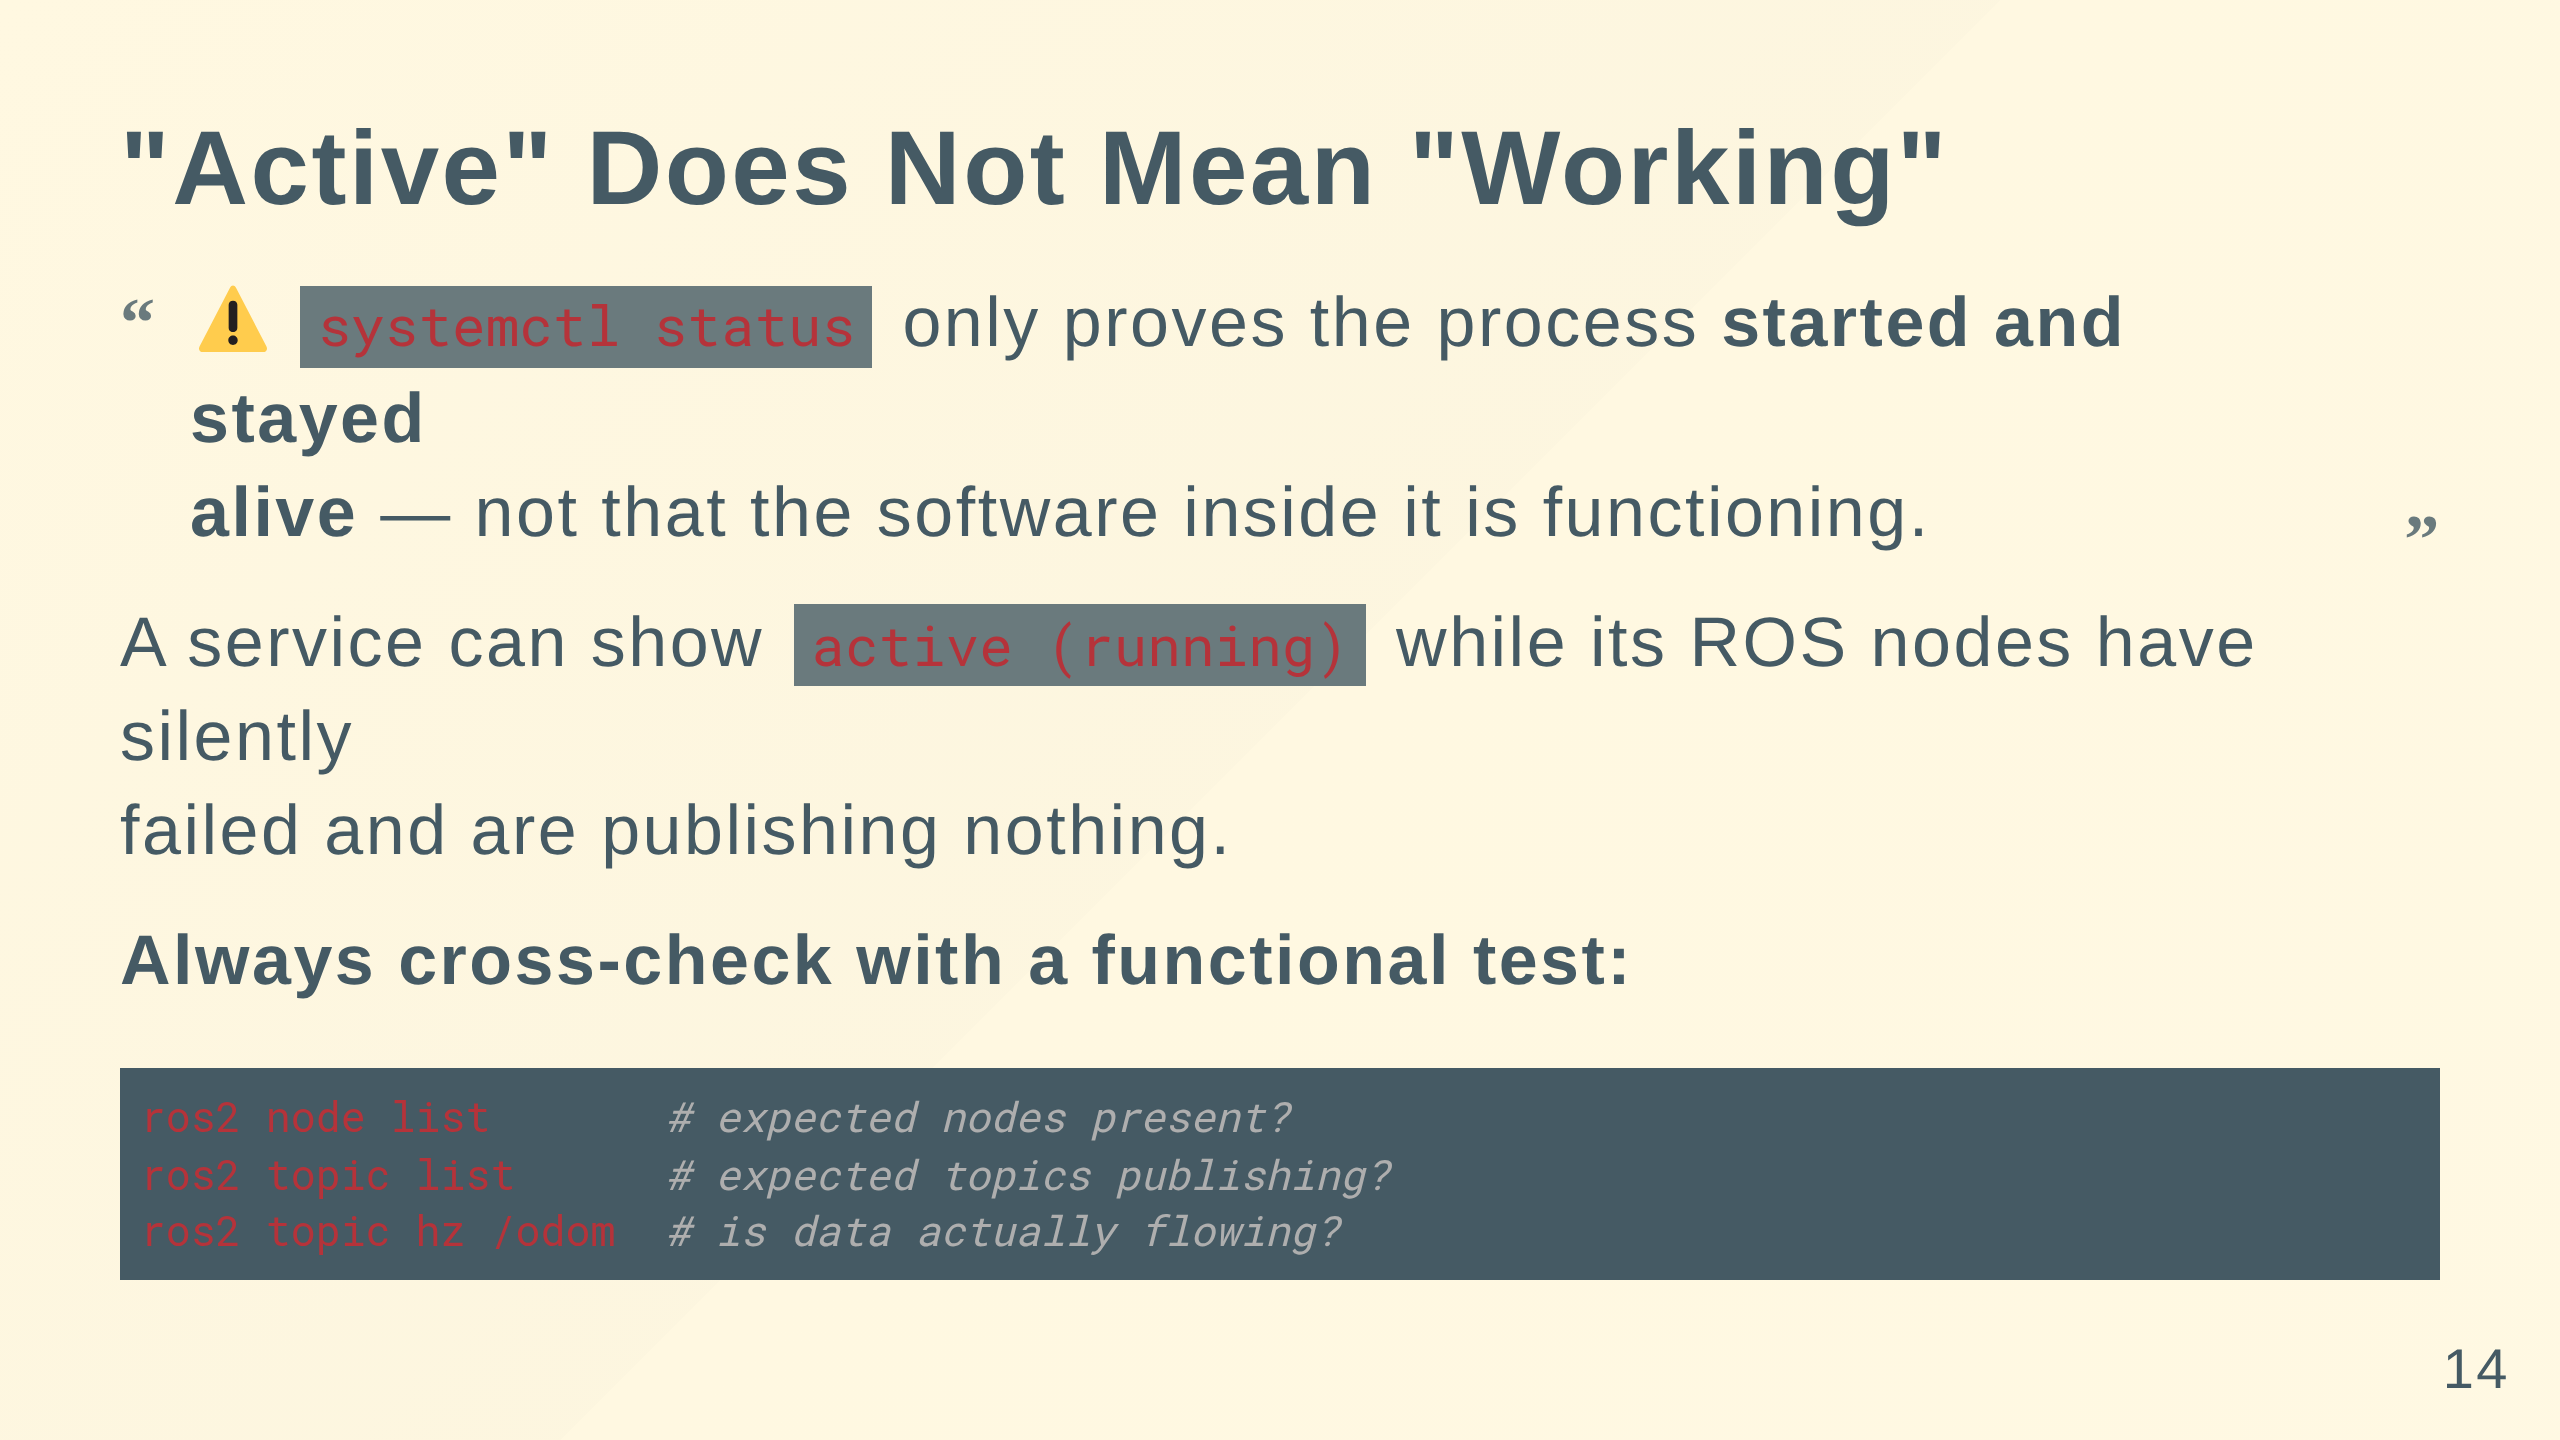 "Active" Does Not Mean "Working"
“ ⚠️ systemctl status only proves the process started and
stayed
alive — not that the software inside it is functioning. ”
A service can show active (running) while its ROS nodes have
silently
failed and are publishing nothing.
Always cross-check with a functional test:
ros2 node list       # expected nodes present?
ros2 topic list      # expected topics publishing?
ros2 topic hz /odom  # is data actually flowing?
14